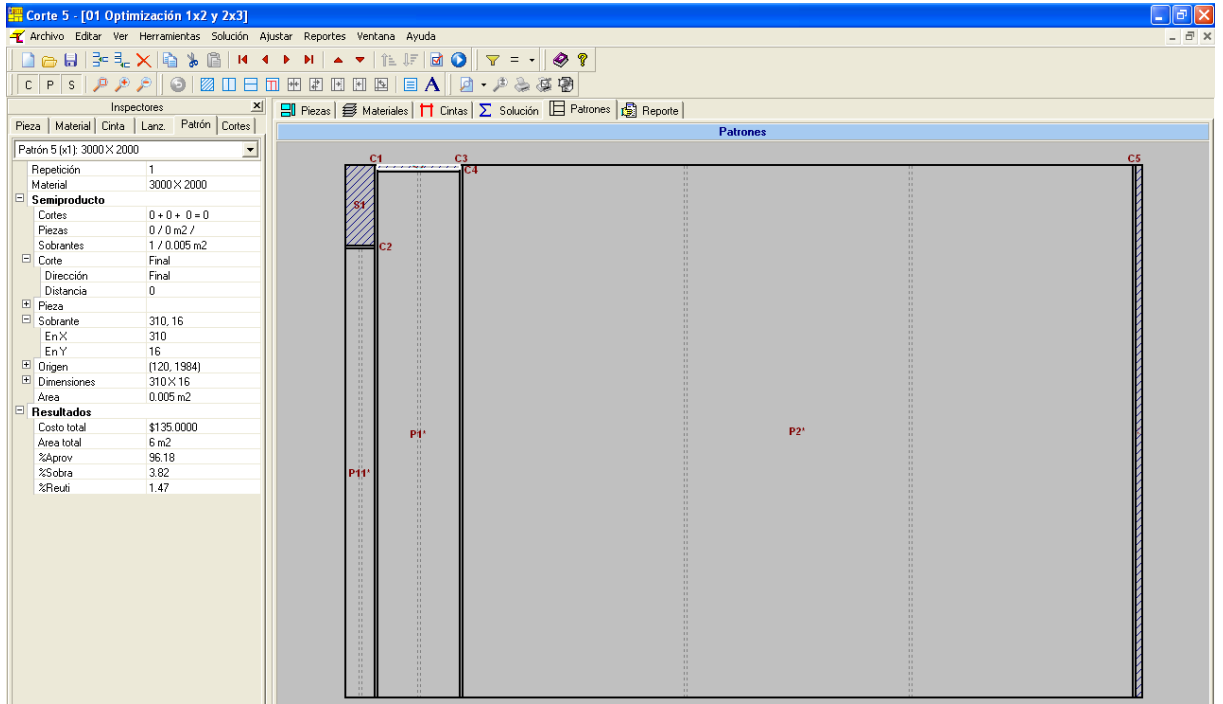 Corte 5 - [01 Optimización 1x2 y 2x3]
Archivo Editar Ver Herramientas Solución Ajustar Reportes Ventana Ayuda
C P S A
Inspectores
Pieza Material Cinta Lanz. Patrón Cortes
Piezas Materiales Cintas Solución Patrones Reporte
Patrones
Patrón 5 (x1): 3000 X 2000
Repetición 1
Material 3000 X 2000
Semiproducto
Cortes 0 + 0 + 0 = 0
Piezas 0 / 0 m2 /
Sobrantes 1 / 0.005 m2
Corte Final
Dirección Final
Distancia 0
Pieza
Sobrante 310, 16
En X 310
En Y 16
Origen (120, 1984)
Dimensiones 310 X 16
Area 0.005 m2
Resultados
Costo total $135.0000
Area total 6 m2
%Aprov 96.18
%Sobra 3.82
%Reuti 1.47
C1 C3 C5
C4
S1
C2
P1'
P2'
P11'